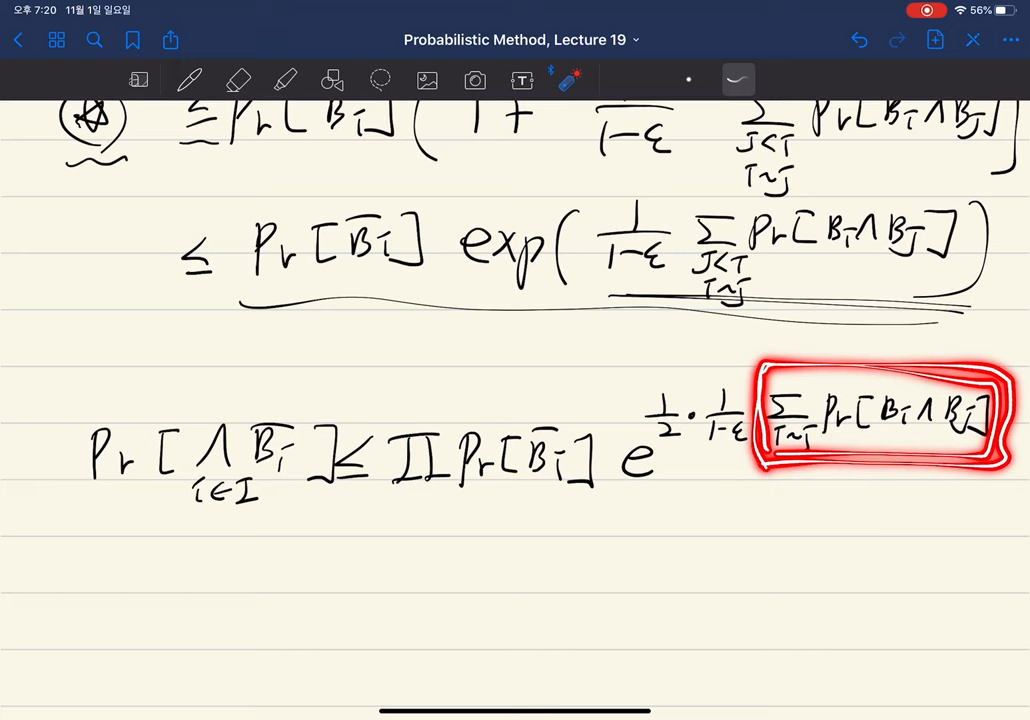 오후 7:20 11월 1일 일요일 56%
Probabilistic Method, Lecture 19
≤ Pr[B̅ᵢ] ( 1 + 1/(1-ε) Σ_{J<i, i~J} Pr[Bᵢ ∧ B_J]
≤ Pr[B̅ᵢ] exp( 1/(1-ε) Σ_{J<i, i~J} Pr[Bᵢ ∧ B_J] )
Pr[ ∧_{i∈I} B̅ᵢ ] ≤ ∏ Pr[B̅ᵢ] e^{1/2 · 1/(1-ε) Σ_{i~j} Pr[Bᵢ ∧ Bⱼ]}